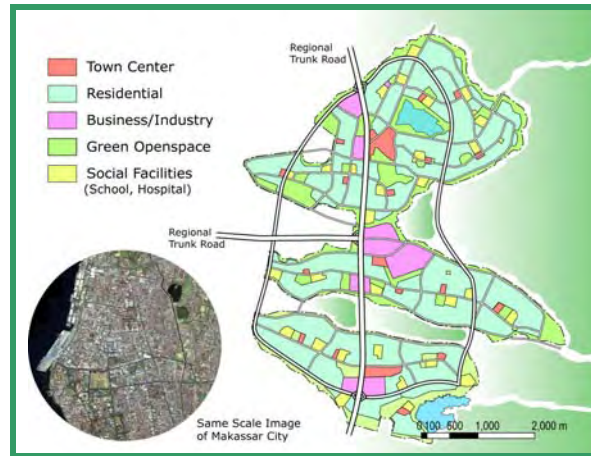 Regional
Trunk Road
Town Center
Residential
Business/Industry
Green Openspace
Social Facilities
(School, Hospital)
Regional
Trunk Road
Same Scale Image
of Makassar City
0 100 500 1,000 2,000 m